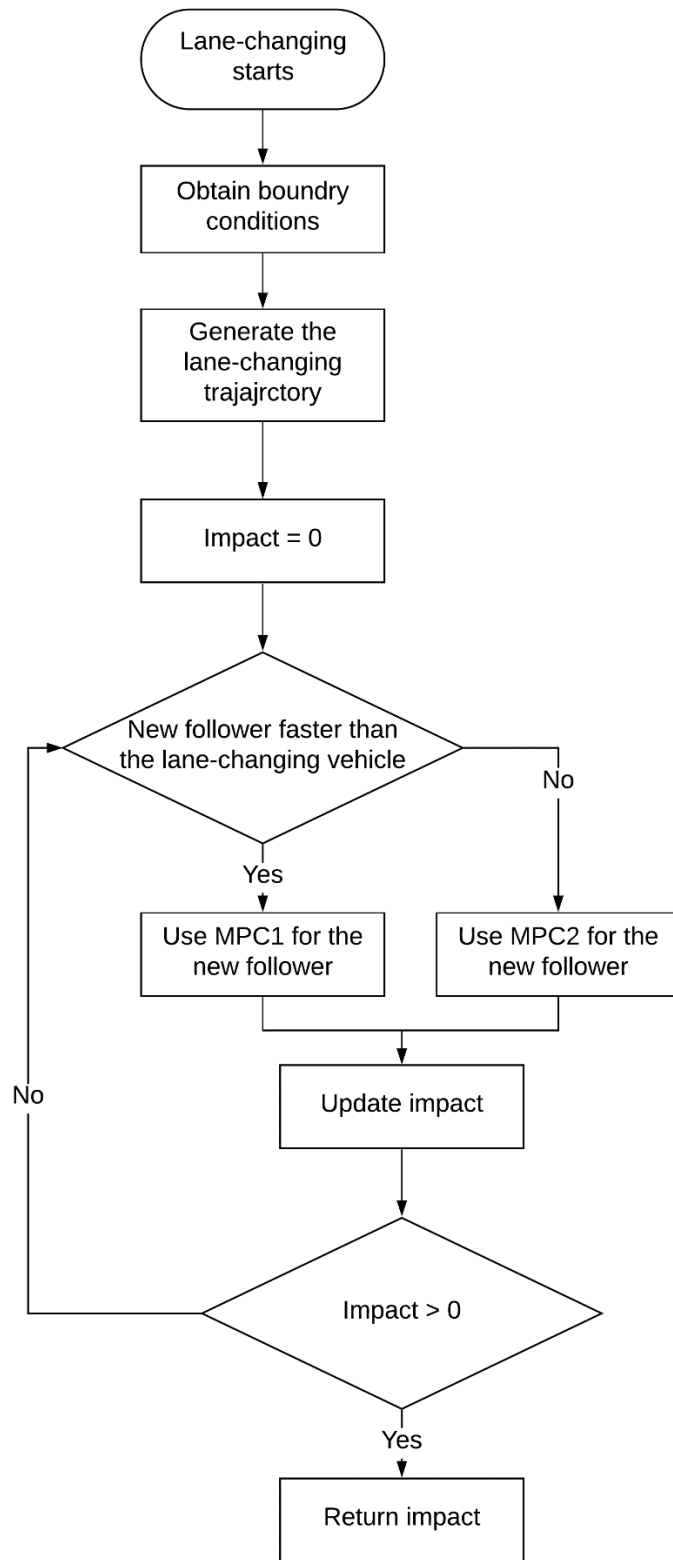 Lane-changing
starts
Obtain boundry
conditions
Generate the
lane-changing
trajajrctory
Impact = 0
New follower faster than
the lane-changing vehicle
No
Yes
Use MPC1 for the
new follower
Use MPC2 for the
new follower
No
Update impact
Impact > 0
Yes
Return impact